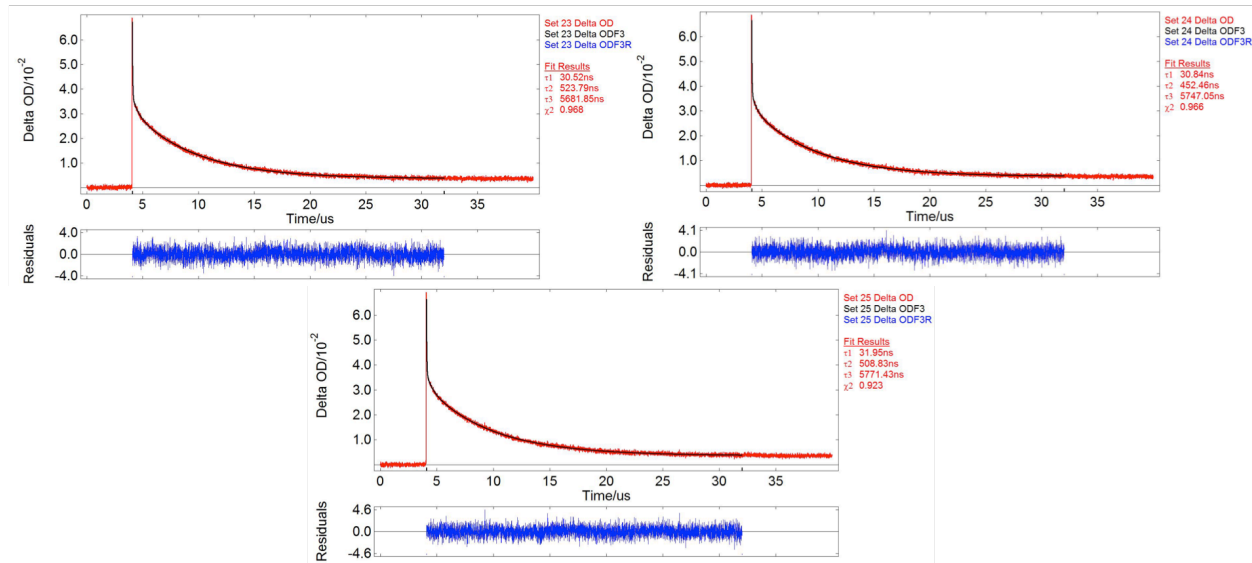 Set 23 Delta OD
Set 23 Delta ODF3
Set 23 Delta ODF3R
Fit Results
τ1 30.52ns
τ2 523.79ns
τ3 5681.85ns
χ2 0.968
Delta OD/10⁻²
6.0
5.0
4.0
3.0
2.0
1.0
0 5 10 15 20 25 30 35
Time/us
Residuals
4.0
0.0
-4.0
Set 24 Delta OD
Set 24 Delta ODF3
Set 24 Delta ODF3R
Fit Results
τ1 30.84ns
τ2 452.46ns
τ3 5747.05ns
χ2 0.966
Delta OD/10⁻²
6.0
5.0
4.0
3.0
2.0
1.0
0 5 10 15 20 25 30 35
Time/us
Residuals
4.1
0.0
-4.1
Set 25 Delta OD
Set 25 Delta ODF3
Set 25 Delta ODF3R
Fit Results
τ1 31.95ns
τ2 508.83ns
τ3 5771.43ns
χ2 0.923
Delta OD/10⁻²
6.0
5.0
4.0
3.0
2.0
1.0
0 5 10 15 20 25 30 35
Time/us
Residuals
4.6
0.0
-4.6